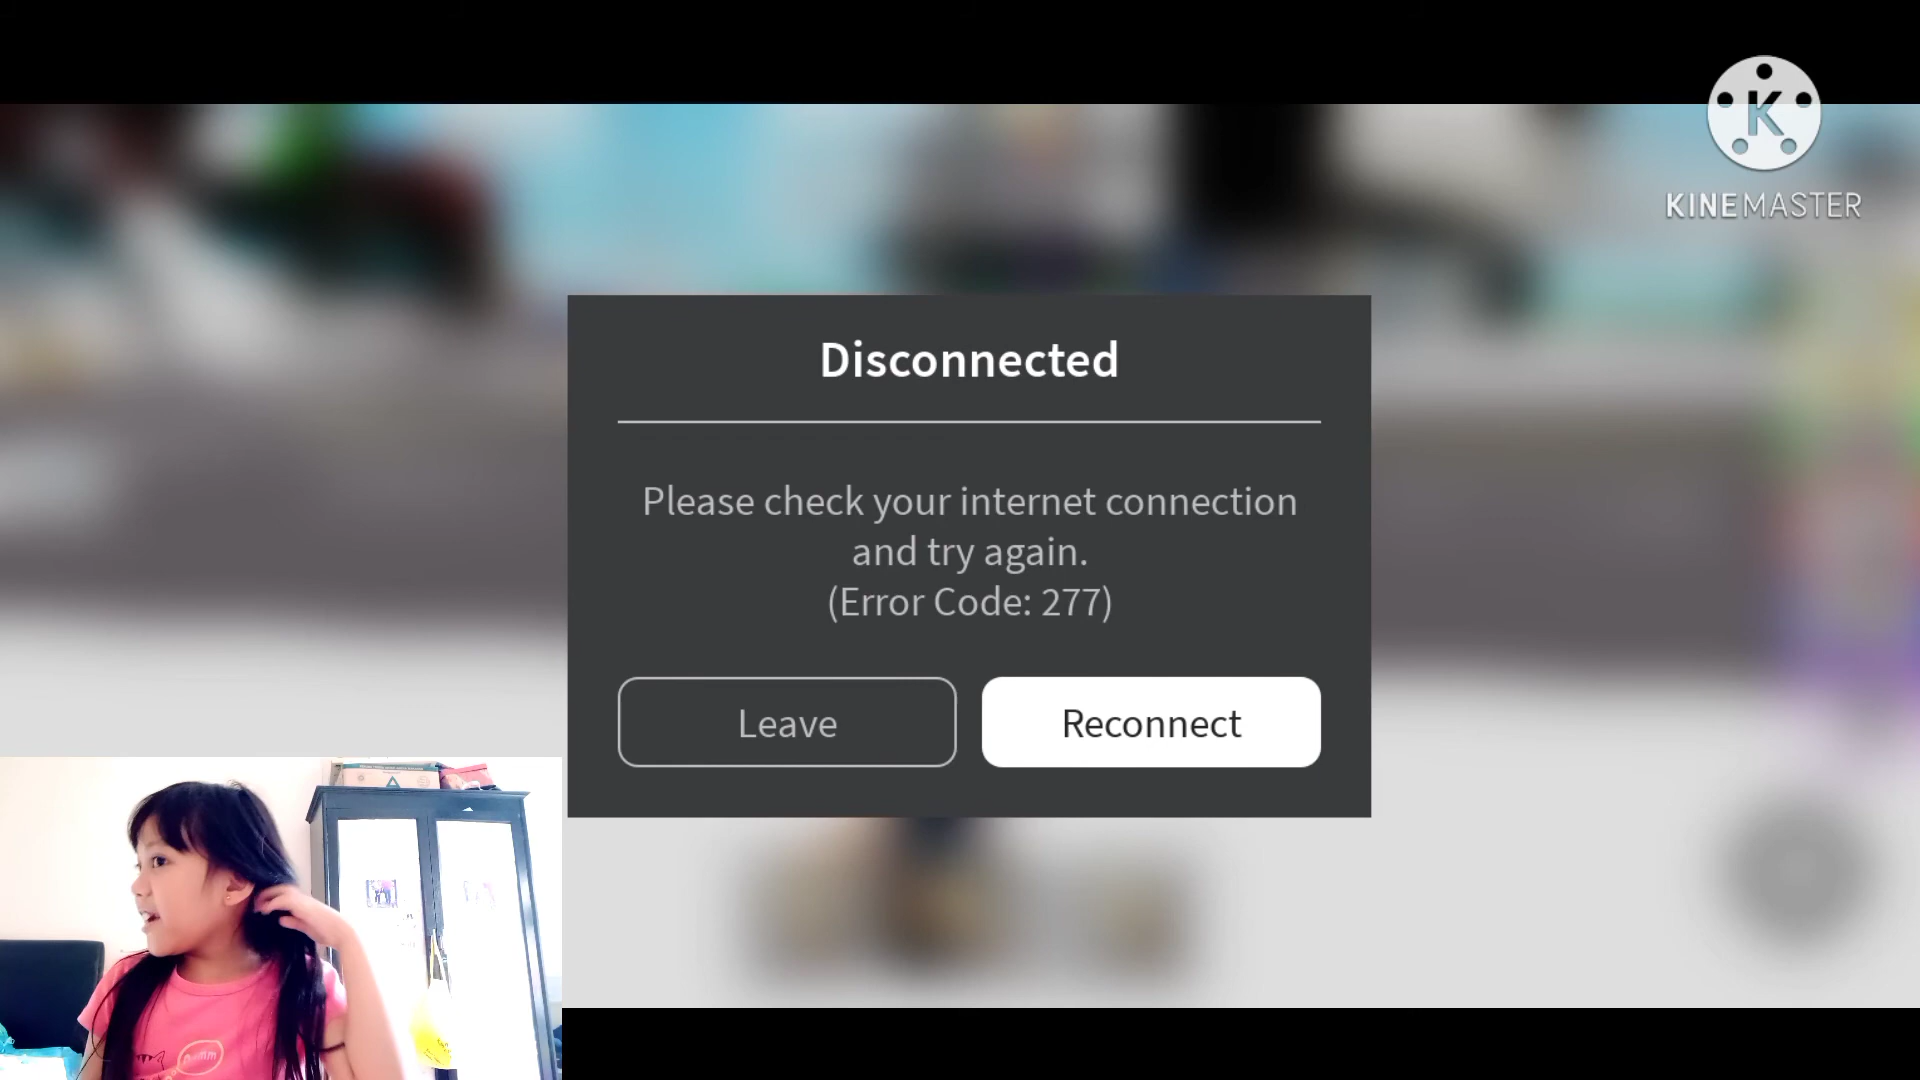 K
KINEMASTER
Disconnected
Please check your internet connection
and try again.
(Error Code: 277)
Leave
Reconnect